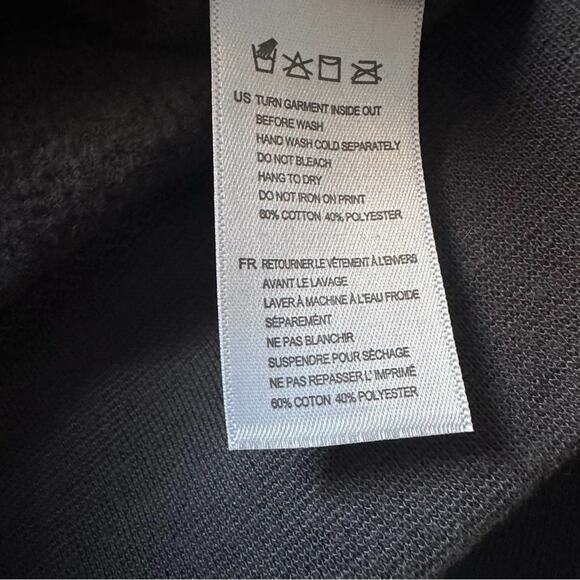 US TURN GARMENT INSIDE OUT
BEFORE WASH
HAND WASH COLD SEPARATELY
DO NOT BLEACH
HANG TO DRY
DO NOT IRON ON PRINT
60% COTTON 40% POLYESTER
FR RETOURNER LE VÊTEMENT À L'ENVERS
AVANT LE LAVAGE
LAVER À MACHINE À L'EAU FROIDE
SÉPAREMENT
NE PAS BLANCHIR
SUSPENDRE POUR SÈCHAGE
NE PAS REPASSER L' IMPRIMÉ
60% COTON 40% POLYESTER